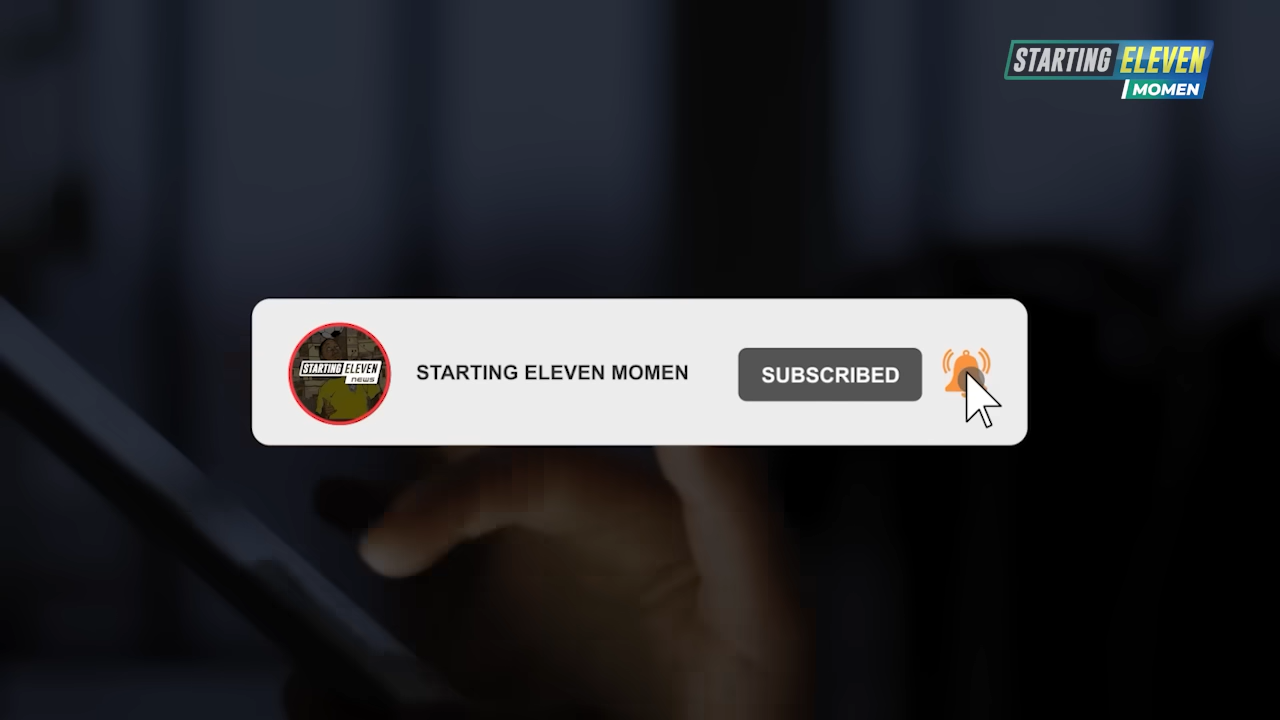 STARTING ELEVEN
MOMEN
STARTING ELEVEN
NEWS
STARTING ELEVEN MOMEN
SUBSCRIBED